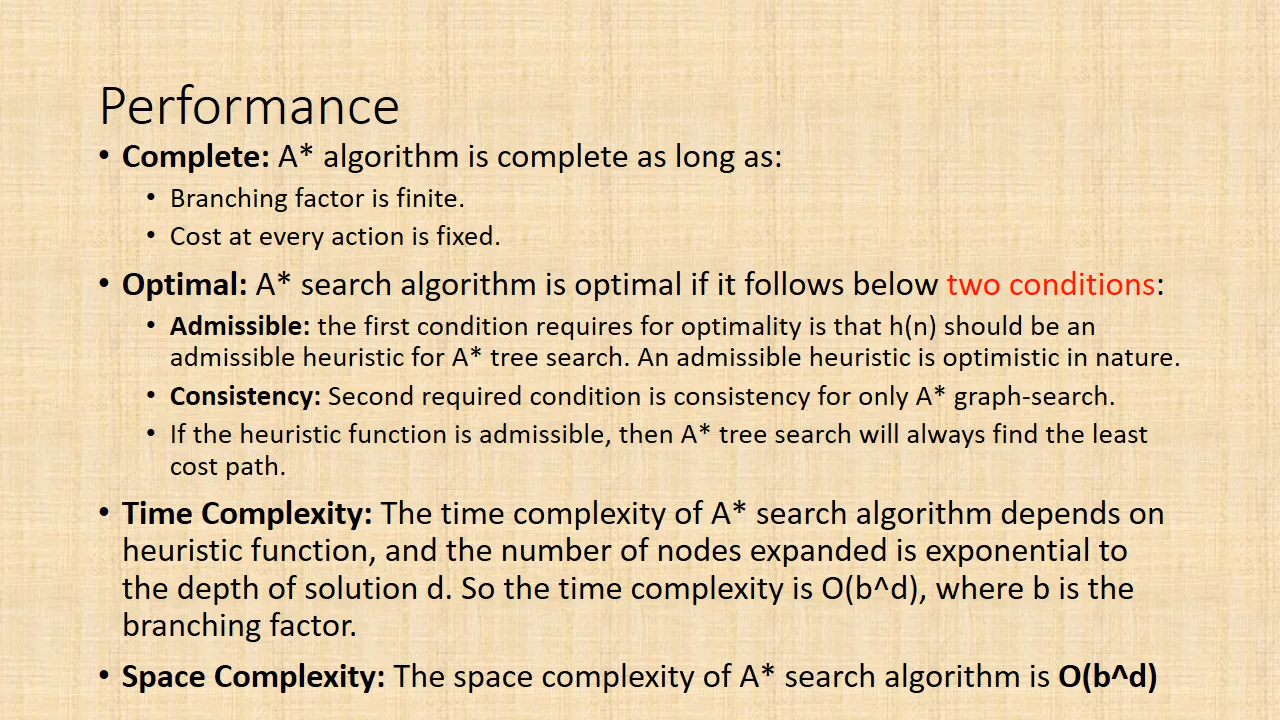 Performance
• Complete: A* algorithm is complete as long as:
• Branching factor is finite.
• Cost at every action is fixed.
• Optimal: A* search algorithm is optimal if it follows below two conditions:
• Admissible: the first condition requires for optimality is that h(n) should be an
admissible heuristic for A* tree search. An admissible heuristic is optimistic in nature.
• Consistency: Second required condition is consistency for only A* graph-search.
• If the heuristic function is admissible, then A* tree search will always find the least
cost path.
• Time Complexity: The time complexity of A* search algorithm depends on
heuristic function, and the number of nodes expanded is exponential to
the depth of solution d. So the time complexity is O(b^d), where b is the
branching factor.
• Space Complexity: The space complexity of A* search algorithm is O(b^d)